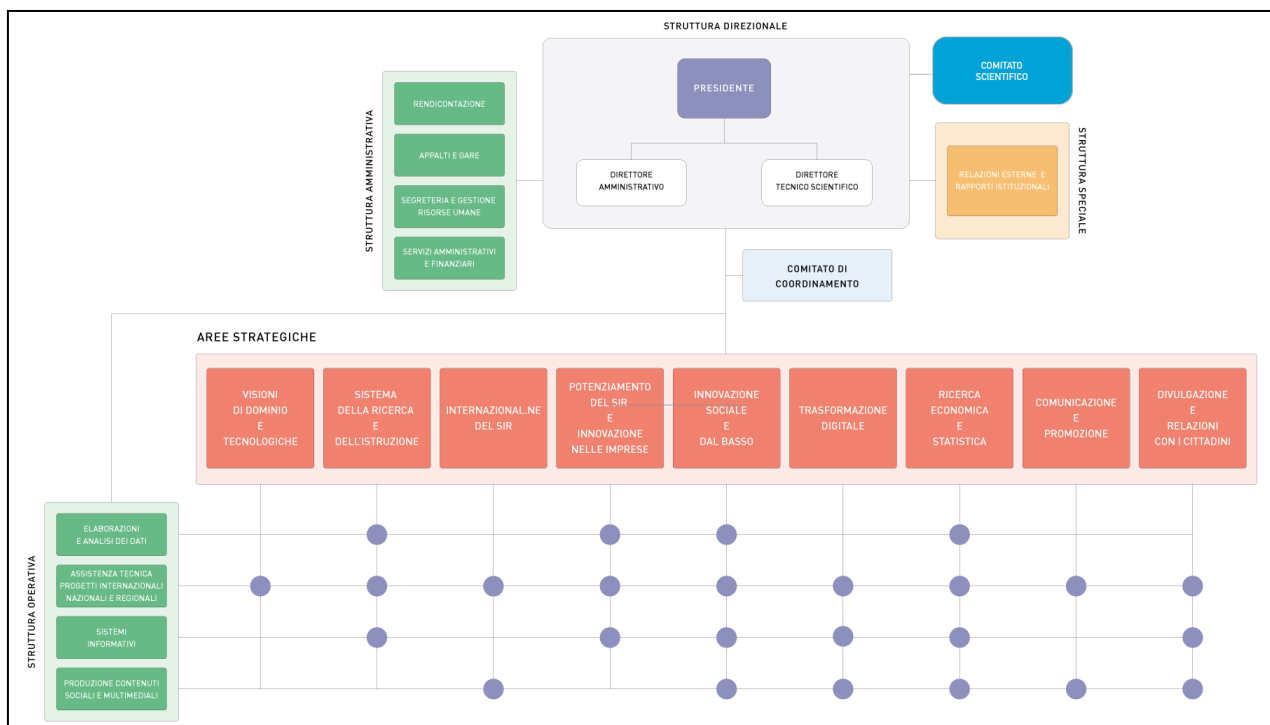 STRUTTURA DIREZIONALE
PRESIDENTE
DIRETTORE
AMMINISTRATIVO
DIRETTORE
TECNICO SCIENTIFICO
COMITATO
SCIENTIFICO
STRUTTURA AMMINISTRATIVA
RENDICONTAZIONE
APPALTI E GARE
SEGRETERIA E GESTIONE
RISORSE UMANE
SERVIZI AMMINISTRATIVI
E FINANZIARI
RELAZIONI ESTERNE E
RAPPORTI ISTITUZIONALI
STRUTTURA SPECIALE
COMITATO DI
COORDINAMENTO
AREE STRATEGICHE
VISIONI
DI DOMINIO
E
TECNOLOGICHE
SISTEMA
DELLA RICERCA
E
DELL'ISTRUZIONE
INTERNAZIONAL.NE
DEL SIR
POTENZIAMENTO
DEL SIR
E
INNOVAZIONE
NELLE IMPRESE
INNOVAZIONE
SOCIALE
E
DAL BASSO
TRASFORMAZIONE
DIGITALE
RICERCA
ECONOMICA
E
STATISTICA
COMUNICAZIONE
E
PROMOZIONE
DIVULGAZIONE
E
RELAZIONI
CON I CITTADINI
STRUTTURA OPERATIVA
ELABORAZIONI
E ANALISI DEI DATI
ASSISTENZA TECNICA
PROGETTI INTERNAZIONALI
NAZIONALI E REGIONALI
SISTEMI
INFORMATIVI
PRODUZIONE CONTENUTI
SOCIALI E MULTIMEDIALI